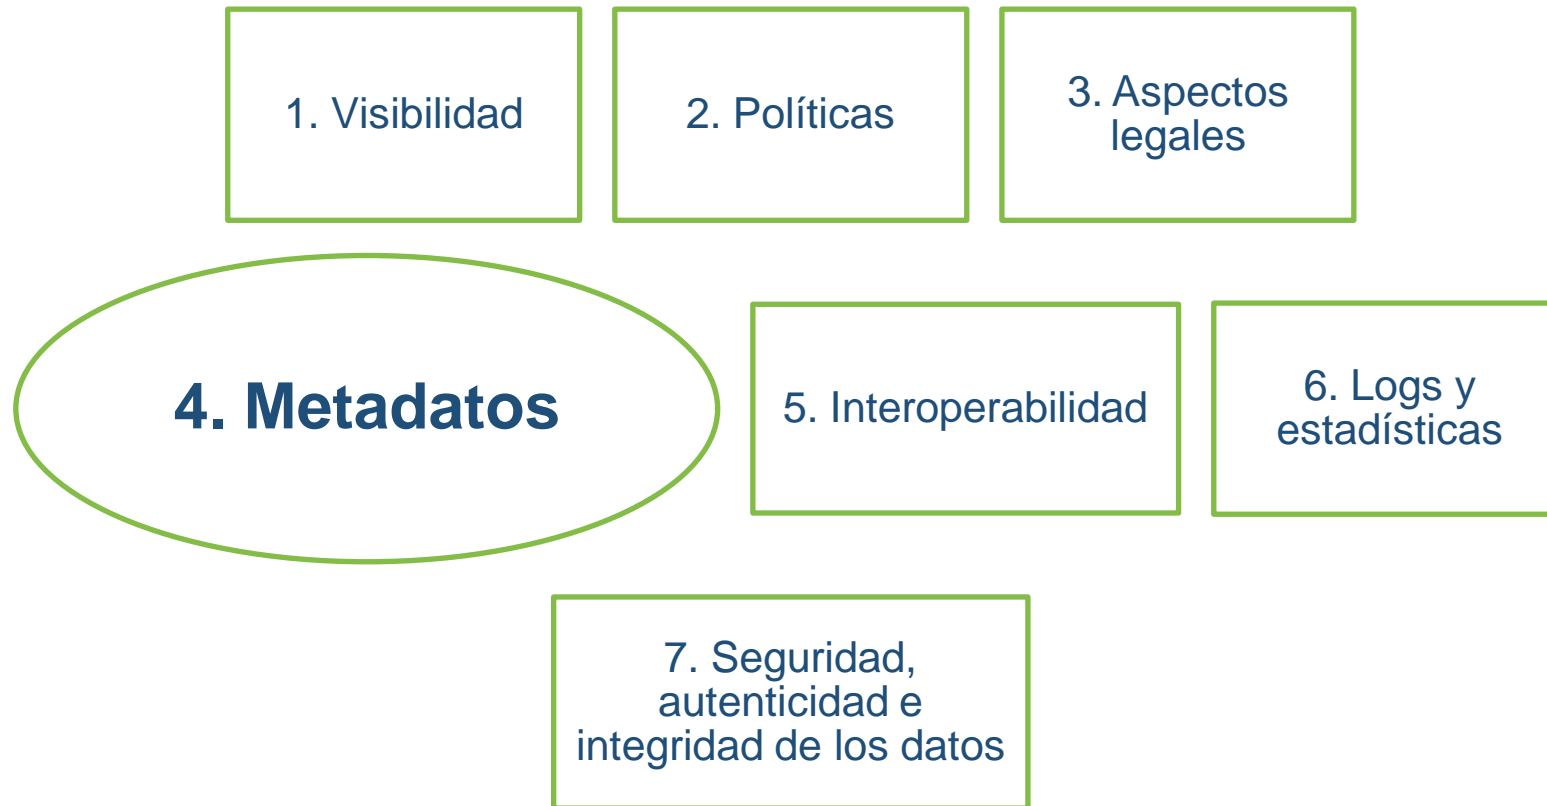 1. Visibilidad
2. Políticas
3. Aspectos
legales
4. Metadatos
5. Interoperabilidad
6. Logs y
estadísticas
7. Seguridad,
autenticidad e
integridad de los datos